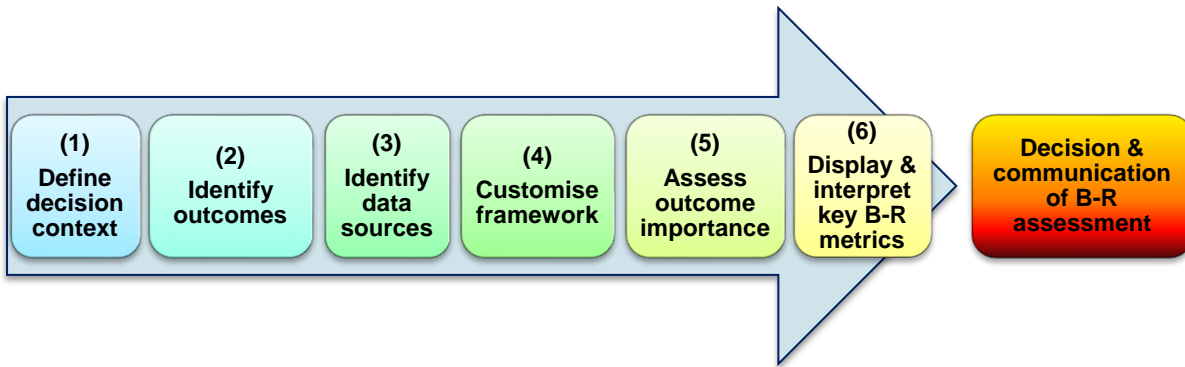 (1)
Define
decision
context
(2)
Identify
outcomes
(3)
Identify
data
sources
(4)
Customise
framework
(5)
Assess
outcome
importance
(6)
Display &
interpret
key B-R
metrics
Decision &
communication
of B-R
assessment